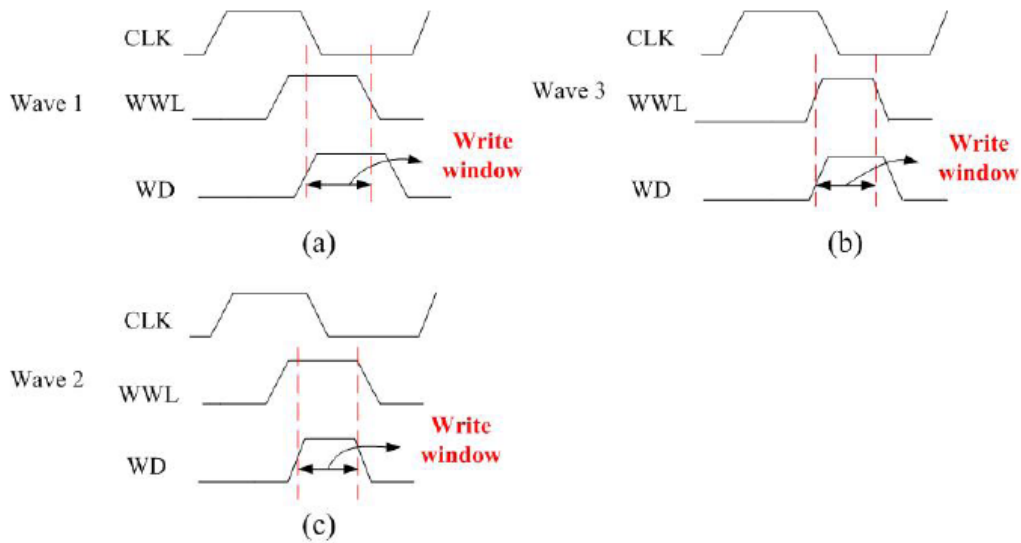 CLK
Wave 1
WWL
Write
window
WD
(a)
CLK
Wave 3
WWL
Write
window
WD
(b)
CLK
Wave 2
WWL
Write
window
WD
(c)